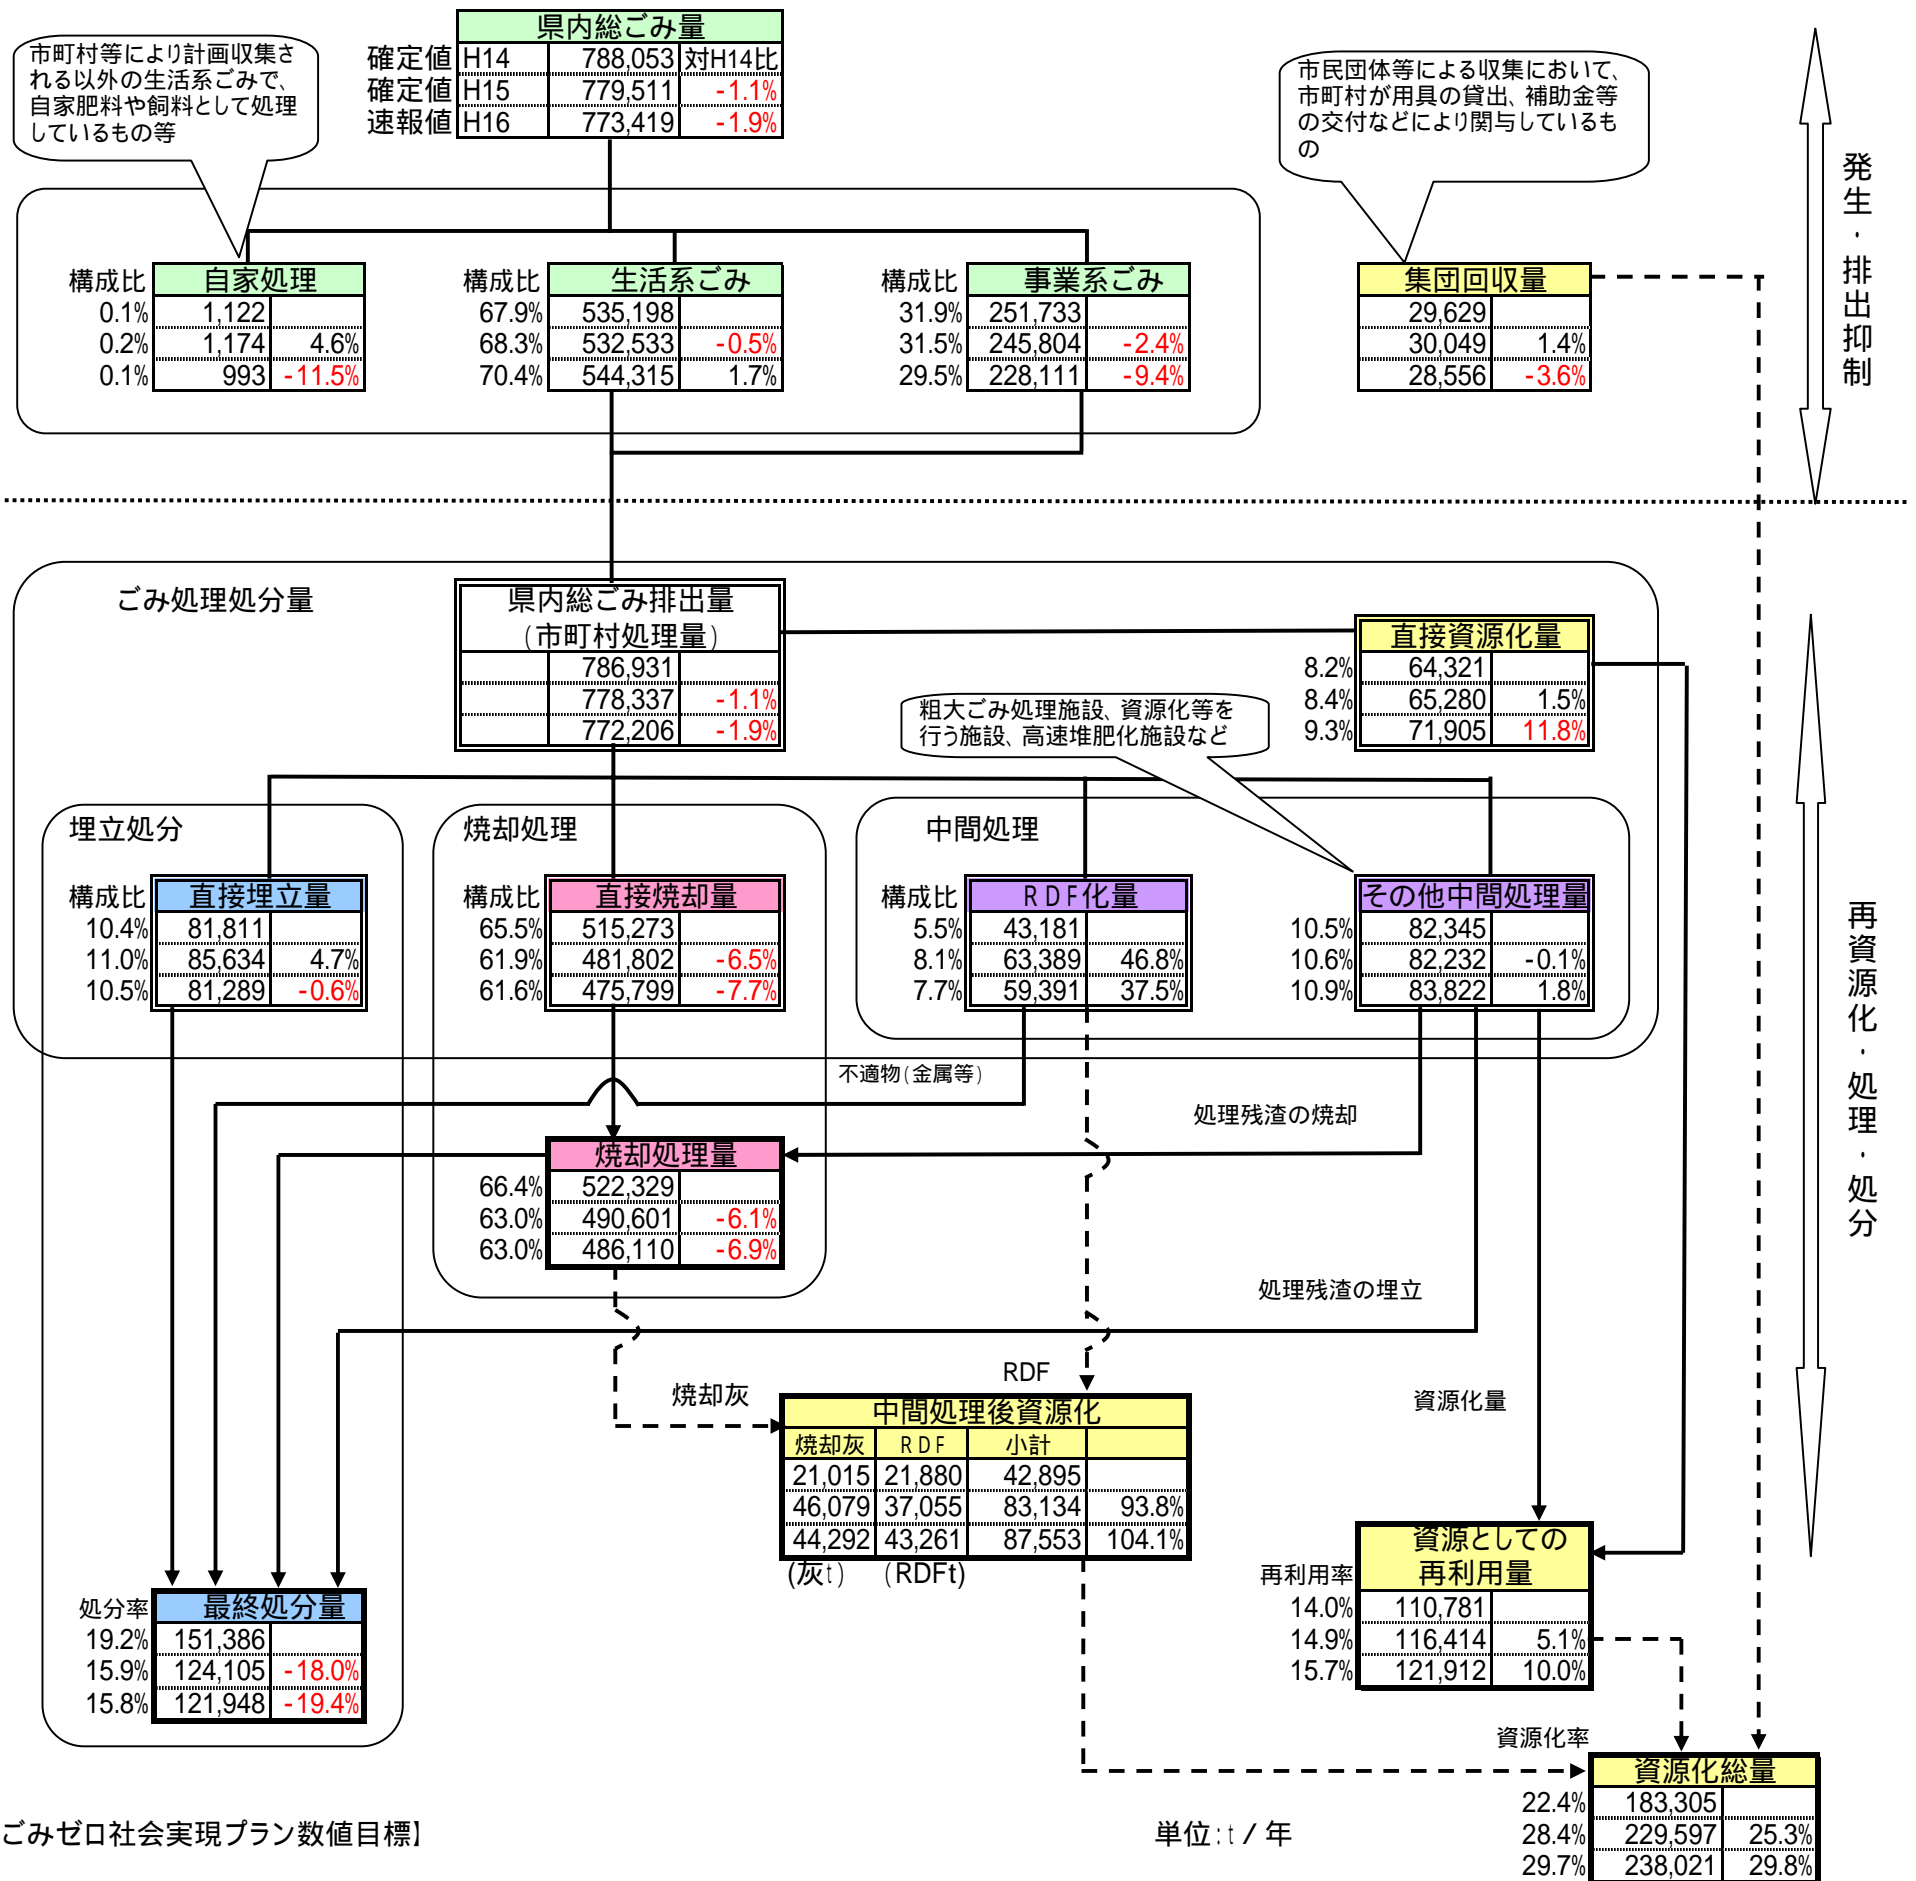 県内総ごみ量
確定値 H14 788,053 対H14比
確定値 H15 779,511 -1.1%
速報値 H16 773,419 -1.9%
市町村等により計画収集さ
れる以外の生活系ごみで、
自家肥料や飼料として処理
しているもの等
市民団体等による収集において、
市町村が用具の貸出、補助金等
の交付などにより関与しているも
の
発生・排出抑制
構成比 自家処理
0.1% 1,122
0.2% 1,174 4.6%
0.1% 993 -11.5%
構成比 生活系ごみ
67.9% 535,198
68.3% 532,533 -0.5%
70.4% 544,315 1.7%
構成比 事業系ごみ
31.9% 251,733
31.5% 245,804 -2.4%
29.5% 228,111 -9.4%
集団回収量
29,629
30,049 1.4%
28,556 -3.6%
ごみ処理処分量
県内総ごみ排出量
(市町村処理量)
786,931
778,337 -1.1%
772,206 -1.9%
直接資源化量
8.2% 64,321
8.4% 65,280 1.5%
9.3% 71,905 11.8%
粗大ごみ処理施設、資源化等を
行う施設、高速堆肥化施設など
再資源化・処理・処分
埋立処分
構成比 直接埋立量
10.4% 81,811
11.0% 85,634 4.7%
10.5% 81,289 -0.6%
焼却処理
構成比 直接焼却量
65.5% 515,273
61.9% 481,802 -6.5%
61.6% 475,799 -7.7%
中間処理
構成比 RDF化量
5.5% 43,181
8.1% 63,389 46.8%
7.7% 59,391 37.5%
その他中間処理量
10.5% 82,345
10.6% 82,232 -0.1%
10.9% 83,822 1.8%
不適物(金属等)
処理残渣の焼却
焼却処理量
66.4% 522,329
63.0% 490,601 -6.1%
63.0% 486,110 -6.9%
処理残渣の埋立
RDF
焼却灰
資源化量
中間処理後資源化
焼却灰 RDF 小計
21,015 21,880 42,895
46,079 37,055 83,134 93.8%
44,292 43,261 87,553 104.1%
(灰t) (RDFt)
資源としての
再利用率 再利用量
14.0% 110,781
14.9% 116,414 5.1%
15.7% 121,912 10.0%
処分率 最終処分量
19.2% 151,386
15.9% 124,105 -18.0%
15.8% 121,948 -19.4%
資源化率
資源化総量
22.4% 183,305
28.4% 229,597 25.3%
29.7% 238,021 29.8%
ごみゼロ社会実現プラン数値目標】
単位:t/年